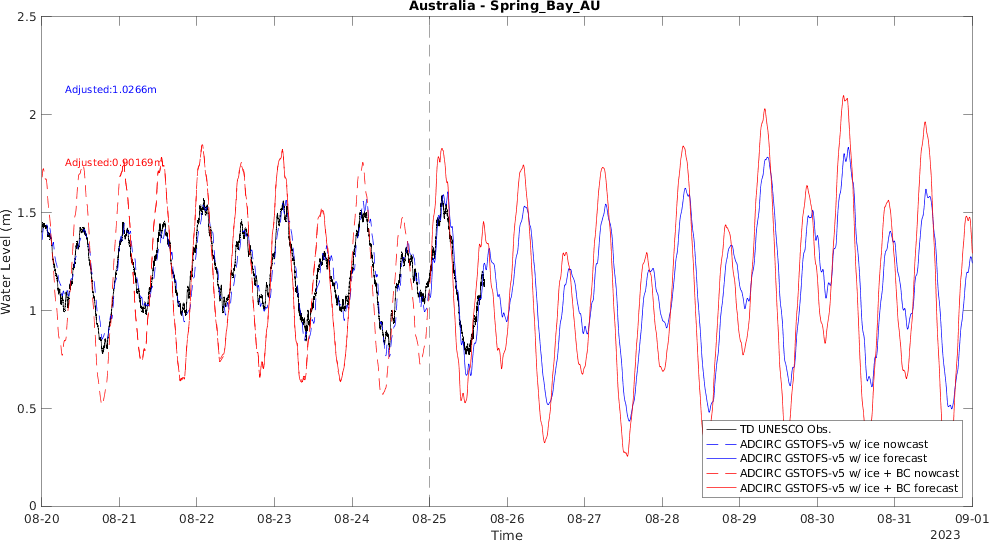 Australia - Spring_Bay_AU
2.5
2
1.5
1
0.5
0
Water Level (m)
Adjusted:1.0266m
Adjusted:0.90169m
TD UNESCO Obs.
ADCIRC GSTOFS-v5 w/ ice nowcast
ADCIRC GSTOFS-v5 w/ ice forecast
ADCIRC GSTOFS-v5 w/ ice + BC nowcast
ADCIRC GSTOFS-v5 w/ ice + BC forecast
08-20 08-21 08-22 08-23 08-24 08-25 08-26 08-27 08-28 08-29 08-30 08-31 09-01
Time
2023